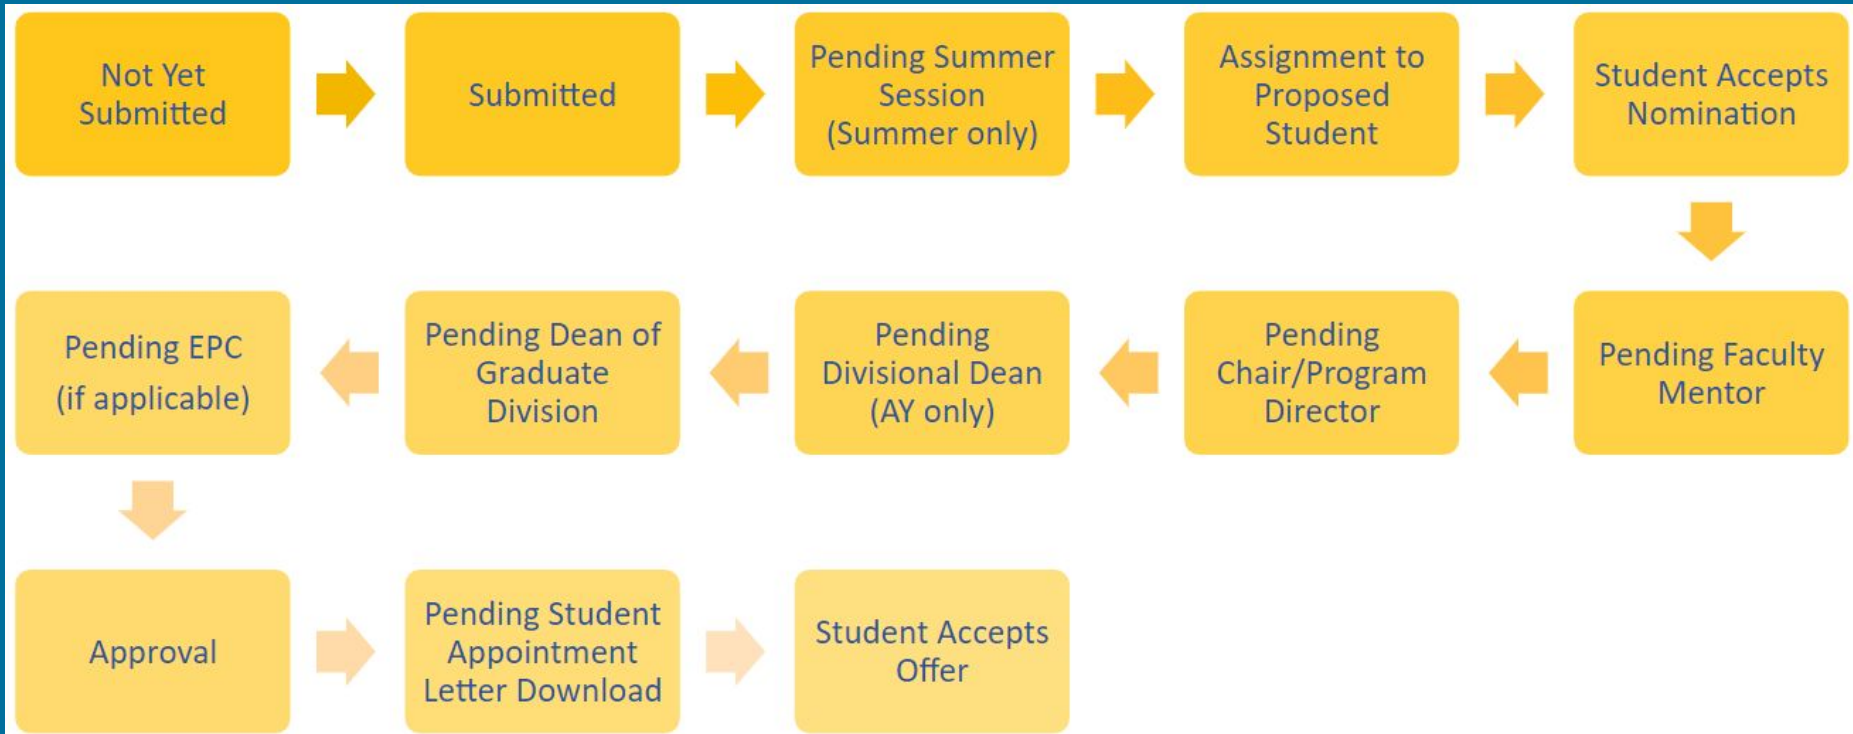 Not Yet
Submitted
Submitted
Pending Summer
Session
(Summer only)
Assignment to
Proposed
Student
Student Accepts
Nomination
Pending Faculty
Mentor
Pending
Chair/Program
Director
Pending
Divisional Dean
(AY only)
Pending Dean of
Graduate
Division
Pending EPC
(if applicable)
Approval
Pending Student
Appointment
Letter Download
Student Accepts
Offer